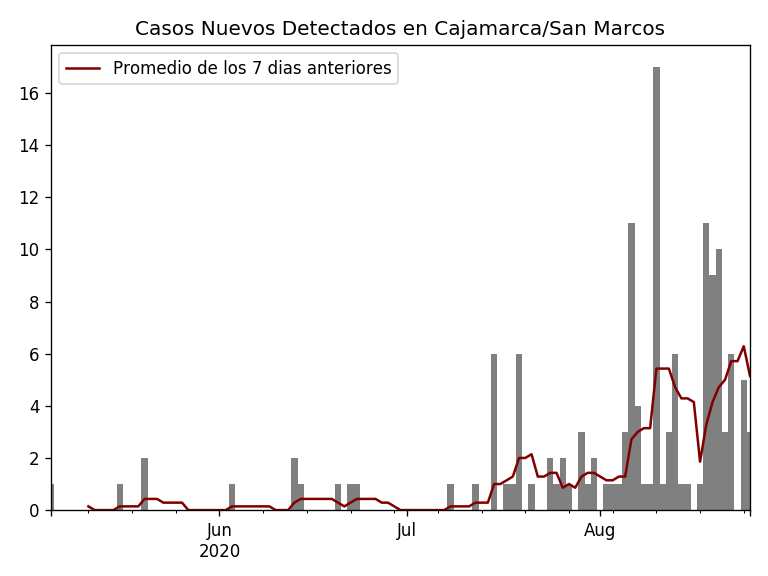 Casos Nuevos Detectados en Cajamarca/San Marcos
Promedio de los 7 dias anteriores
16
14
12
10
8
6
4
2
0
Jun
2020
Jul
Aug